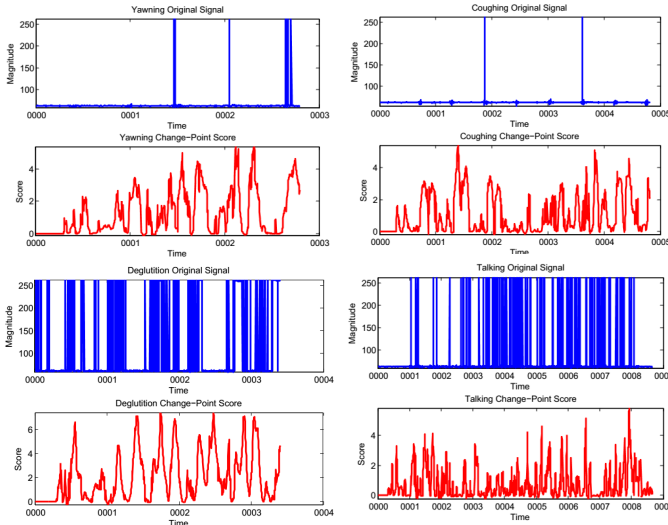 Yawning Original Signal
250
200
150
100
Magnitude
0000 0001 0002 0003
Time
Coughing Original Signal
250
200
150
100
Magnitude
0000 0001 0002 0003 0004 0005
Time
Yawning Change−Point Score
4
2
0
Score
0000 0001 0002 0003
Time
Coughing Change−Point Score
4
2
0
Score
0000 0001 0002 0003 0004 0005
Time
Deglutition Original Signal
250
200
150
100
Magnitude
0000 0001 0002 0003 0004
Time
Talking Original Signal
250
200
150
100
Magnitude
0000 0001 0002 0003 0004 0005 0006 0007 0008 000
Time
Deglutition Change−Point Score
6
4
2
0
Score
0000 0001 0002 0003 0004
Time
Talking Change−Point Score
4
2
0
Score
0000 0001 0002 0003 0004 0005 0006 0007 0008 000
Time